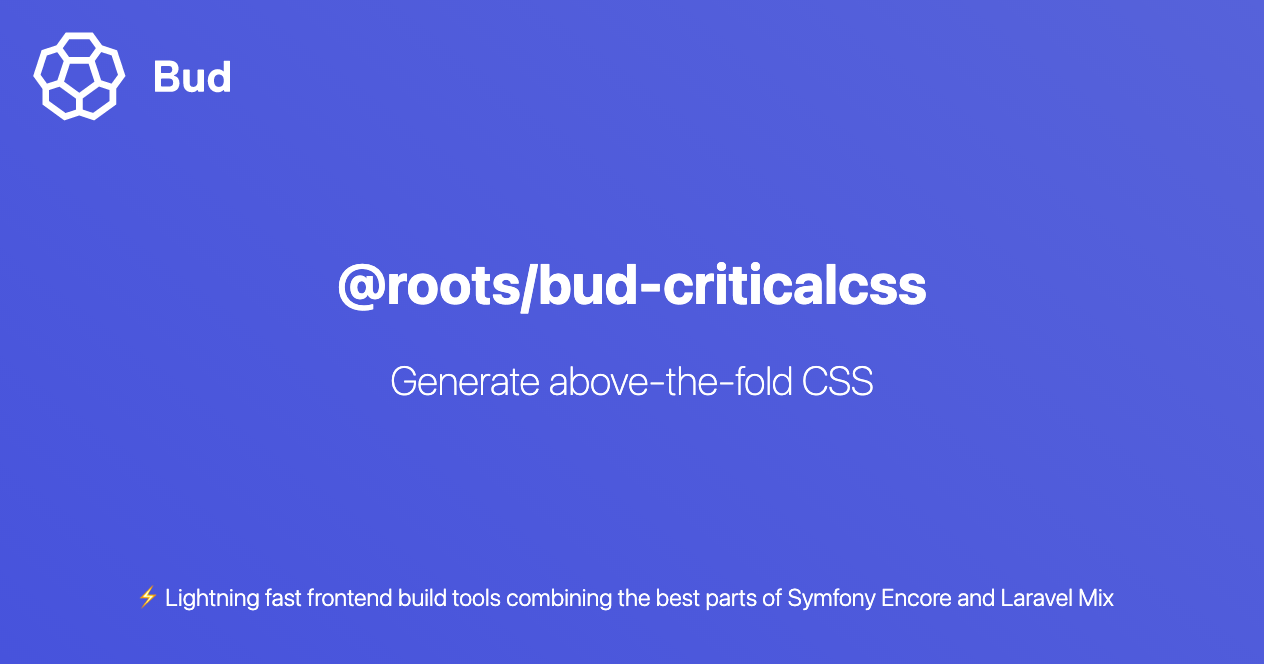 Bud
@roots/bud-criticalcss
Generate above-the-fold CSS
⚡ Lightning fast frontend build tools combining the best parts of Symfony Encore and Laravel Mix